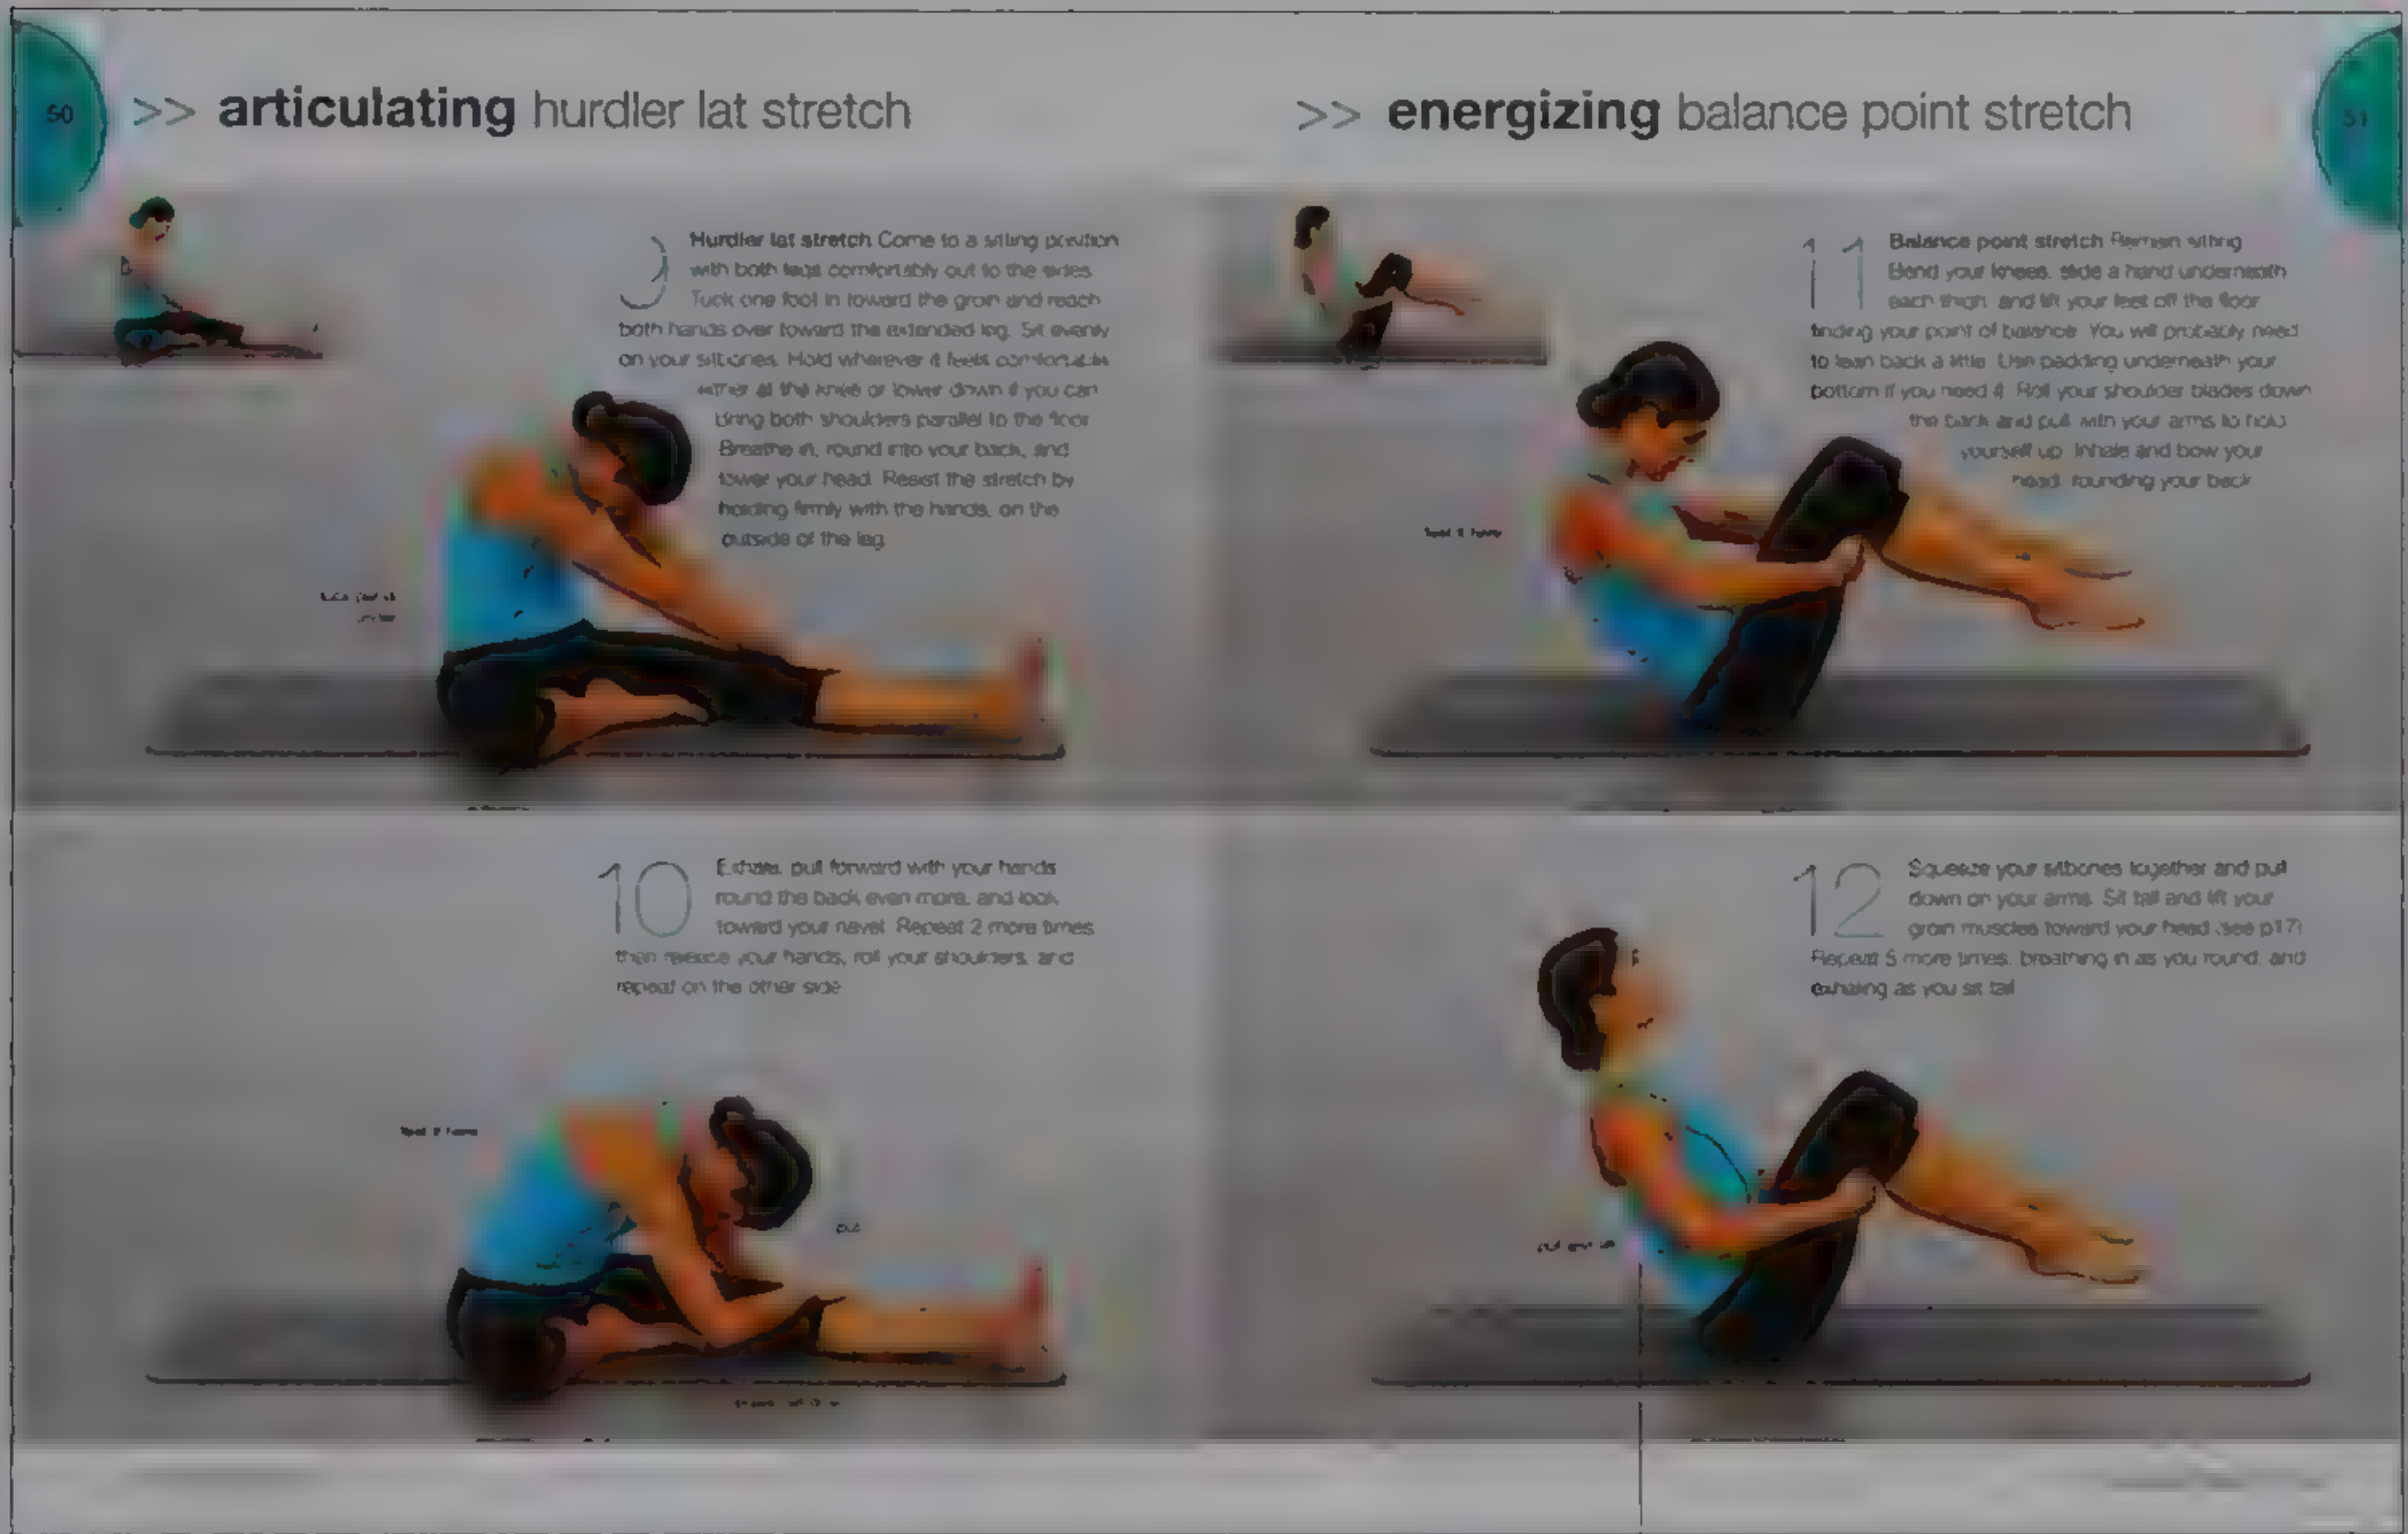 50
>> articulating hurdler lat stretch
Hurdler lat stretch Come to a sitting position
with both legs comfortably out to the sides
Tuck one foot in toward the groin and reach
both hands over toward the extended leg. Sit evenly
on your sitbones. Hold wherever it feels comfortable
either at the knee or lower down if you can
Bring both shoulders parallel to the floor
Breathe in, round into your back, and
lower your head. Resist the stretch by
holding firmly with the hands, on the
outside of the leg
10 Exhale, pull forward with your hands
round the back even more, and look
toward your navel. Repeat 2 more times
then release your hands, roll your shoulders, and
repeat on the other side
feel it here
>> energizing balance point stretch
51
11 Balance point stretch Remain sitting
Bend your knees, slide a hand underneath
each thigh, and lift your feet off the floor
finding your point of balance. You will probably need
to lean back a little. Use padding underneath your
bottom if you need it. Roll your shoulder blades down
the back and pull with your arms to hold
yourself up. Inhale and bow your
head, rounding your back
feel it here
12 Squeeze your sitbones together and pull
down on your arms. Sit tall and lift your
groin muscles toward your head (see p17)
Repeat 5 more times, breathing in as you round, and
exhaling as you sit tall